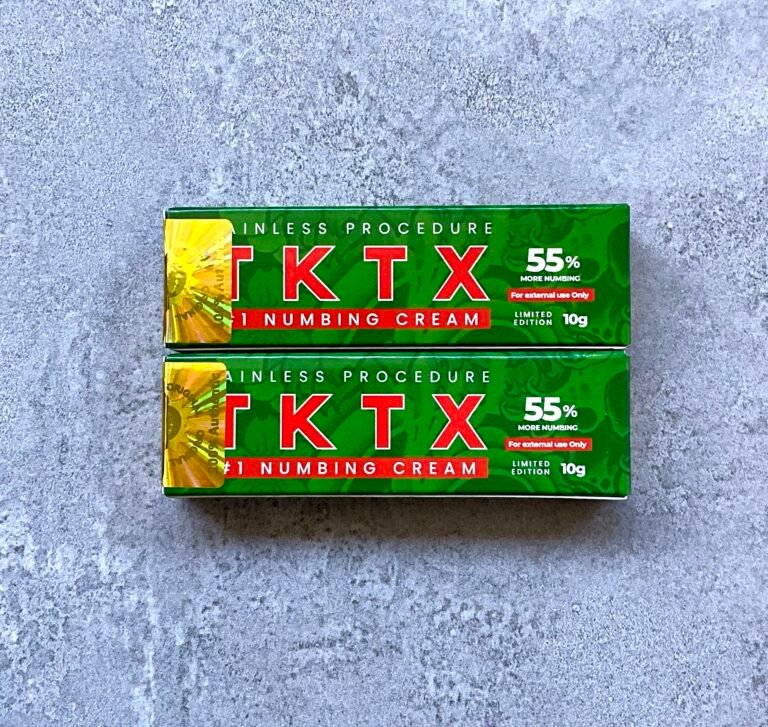 AINLESS PROCEDURE
TKTX
#1 NUMBING CREAM
55%
MORE NUMBING
For external use Only
LIMITED
EDITION
10g
AINLESS PROCEDURE
TKTX
#1 NUMBING CREAM
55%
MORE NUMBING
For external use Only
LIMITED
EDITION
10g